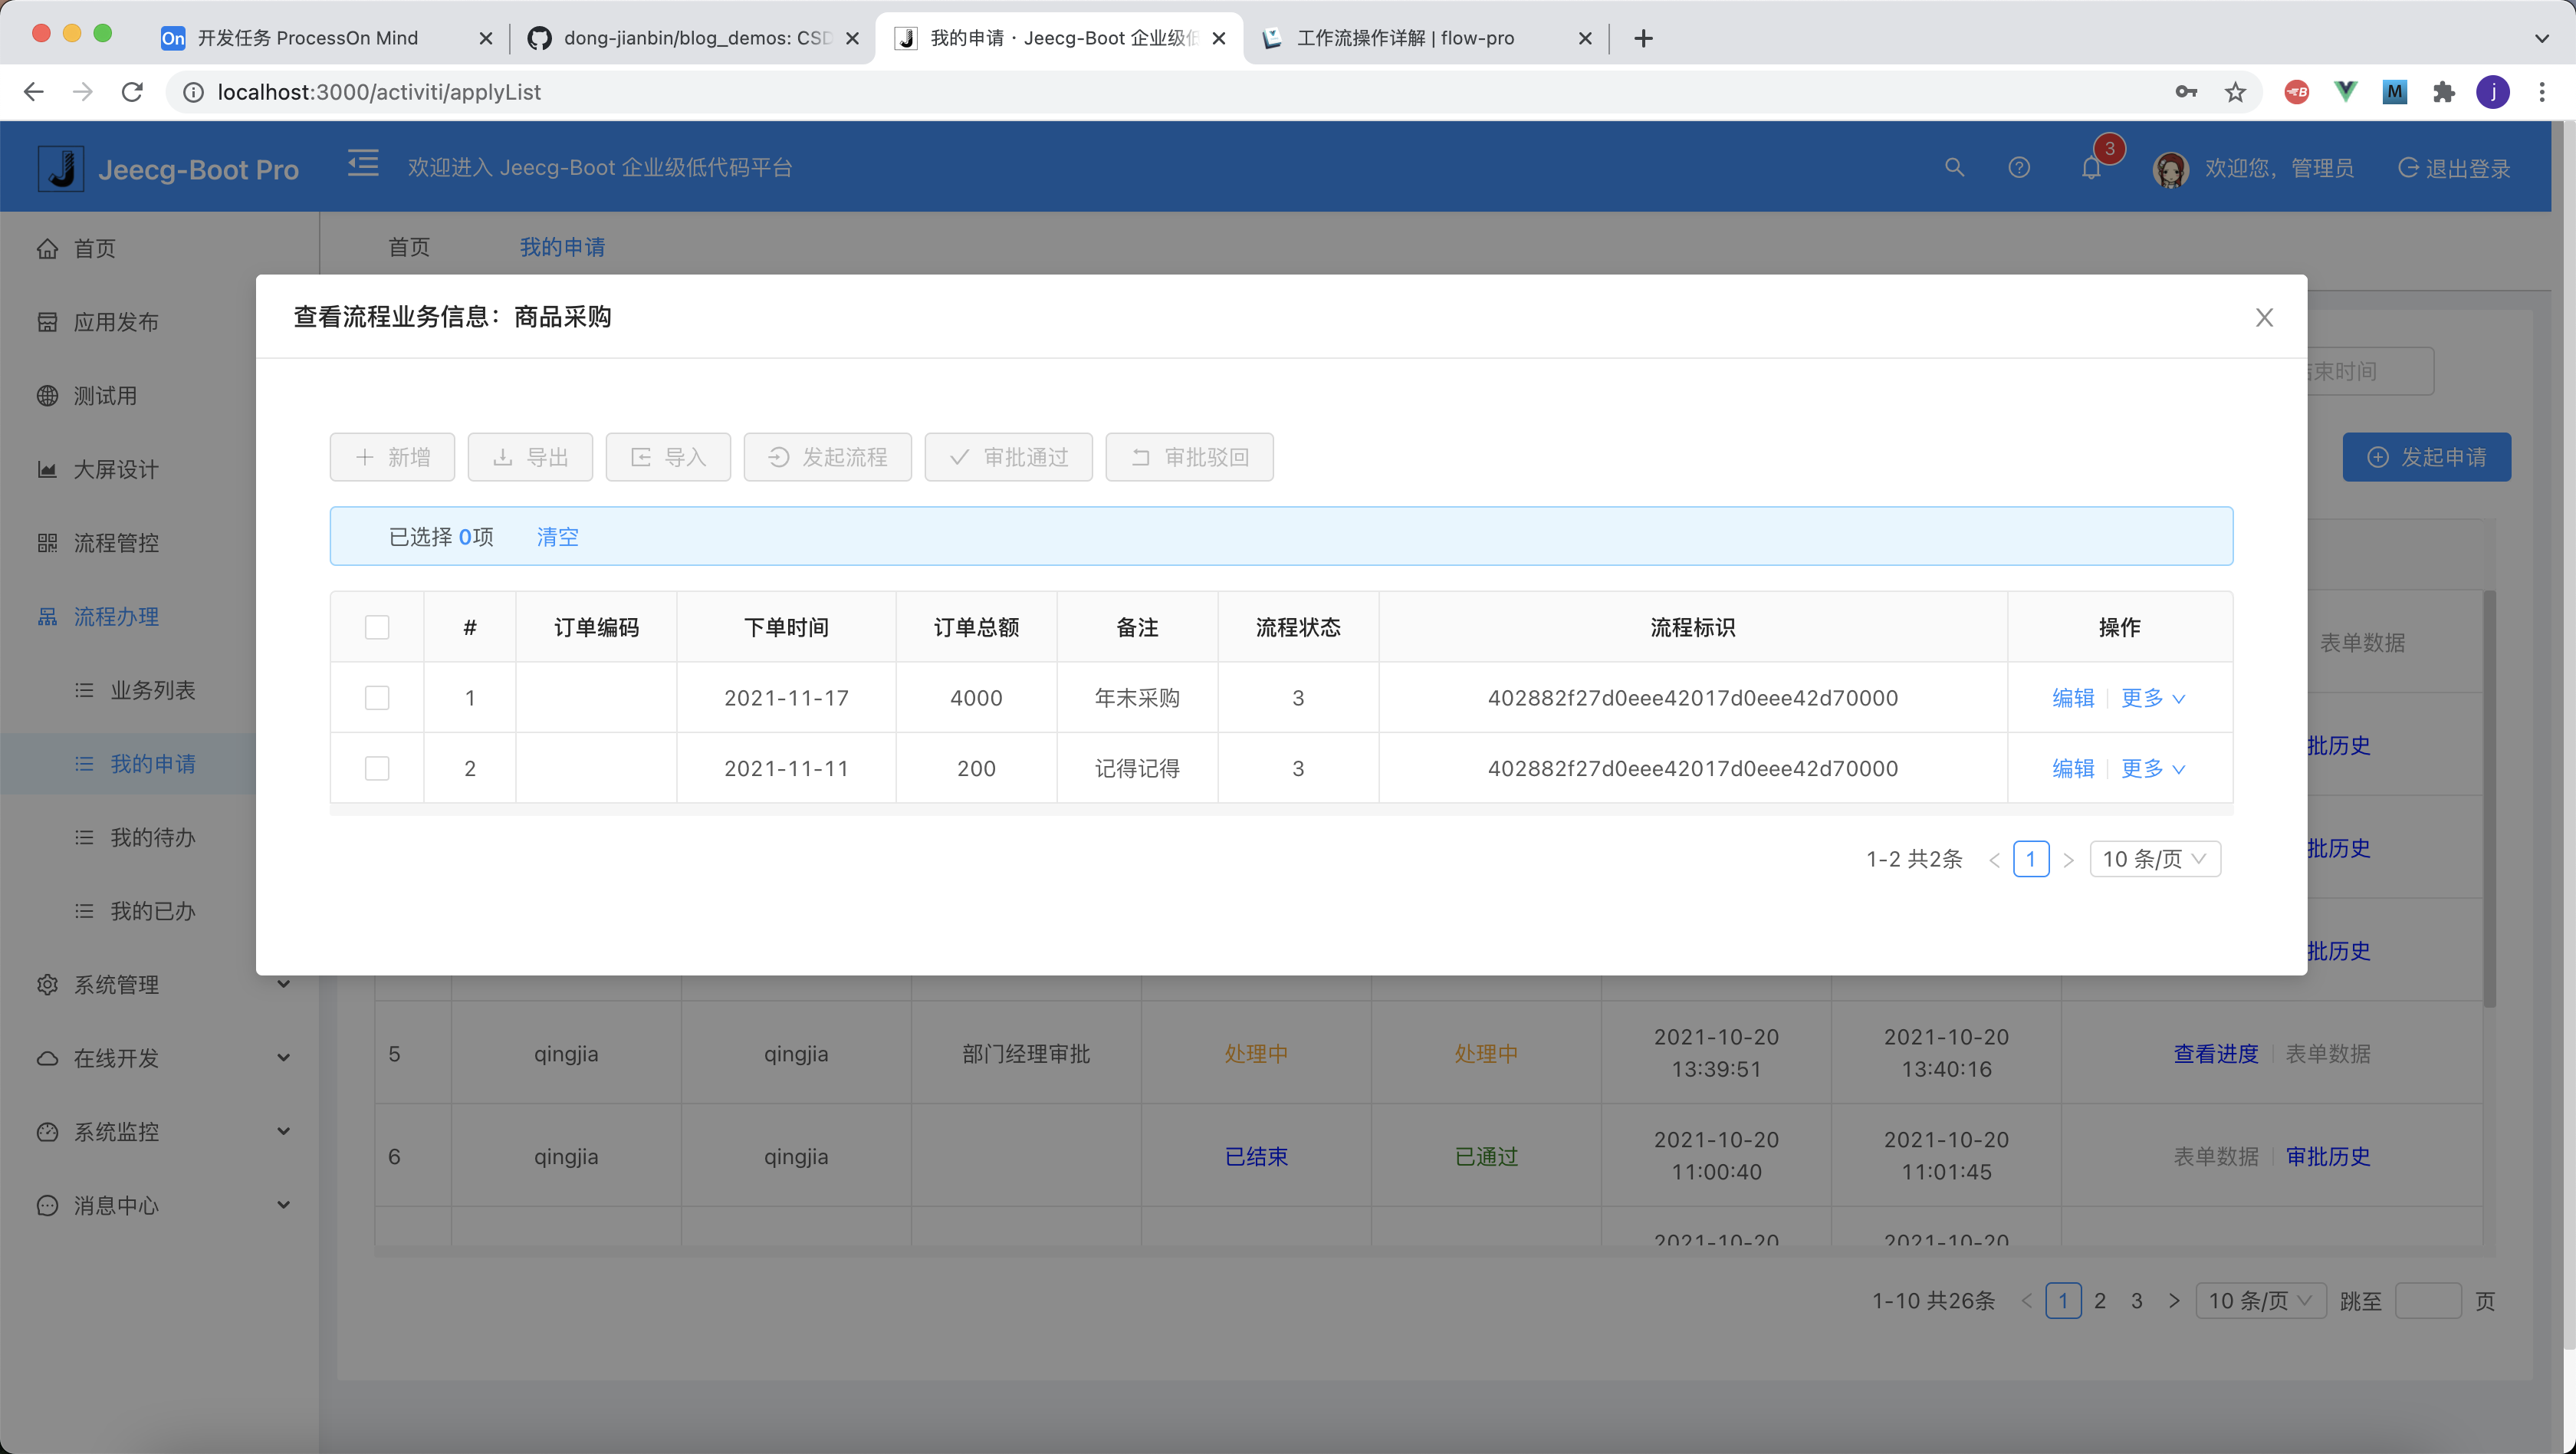 On 开发任务 ProcessOn Mind
dong-jianbin/blog_demos: CSD
我的申请 · Jeecg-Boot 企业级低
工作流操作详解 | flow-pro
localhost:3000/activiti/applyList
M
j
Jeecg-Boot Pro
欢迎进入 Jeecg-Boot 企业级低代码平台
3
欢迎您，管理员
退出登录
首页
应用发布
测试用
大屏设计
流程管控
流程办理
业务列表
我的申请
我的待办
我的已办
系统管理
在线开发
系统监控
消息中心
首页 我的申请
查看流程业务信息：商品采购
新增 导出 导入 发起流程 审批通过 审批驳回
已选择 0项 清空
# 订单编码 下单时间 订单总额 备注 流程状态 流程标识 操作
1 2021-11-17 4000 年末采购 3 402882f27d0eee42017d0eee42d70000 编辑 更多
2 2021-11-11 200 记得记得 3 402882f27d0eee42017d0eee42d70000 编辑 更多
1-2 共2条 < 1 > 10 条/页
束时间
发起申请
表单数据
批历史
批历史
批历史
5 qingjia qingjia 部门经理审批 处理中 处理中 2021-10-20 13:39:51 2021-10-20 13:40:16 查看进度 表单数据
6 qingjia qingjia 已结束 已通过 2021-10-20 11:00:40 2021-10-20 11:01:45 表单数据 审批历史
2021-10-20 2021-10-20
1-10 共26条 < 1 2 3 > 10 条/页 跳至 页